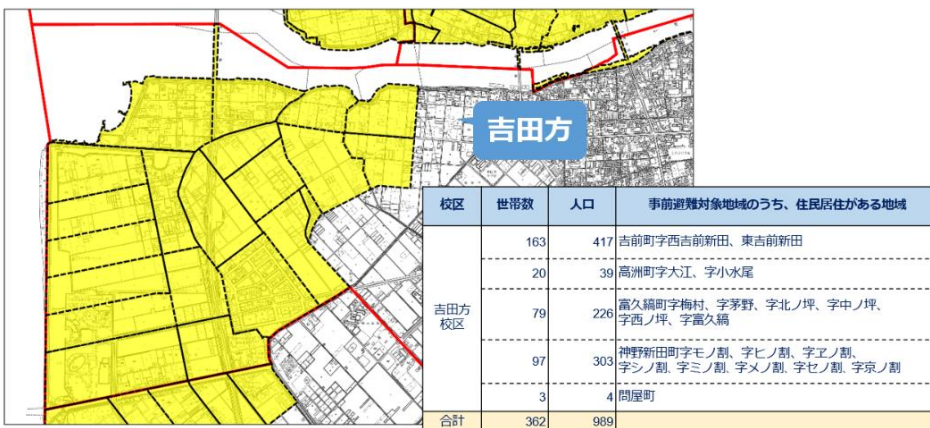 吉田方
校区 世帯数 人口 事前避難対象地域のうち、住民居住がある地域
吉田方
校区
163 417 吉前町字西吉前新田、東吉前新田
20 39 高洲町字大江、字小水尾
79 226 富久縞町字梅村、字茅野、字北ノ坪、字中ノ坪、
字西ノ坪、字富久縞
97 303 神野新田町字モノ割、字ヒノ割、字ヱノ割、
字シノ割、字ミノ割、字メノ割、字セノ割、字京ノ割
3 4 問屋町
合計 362 989